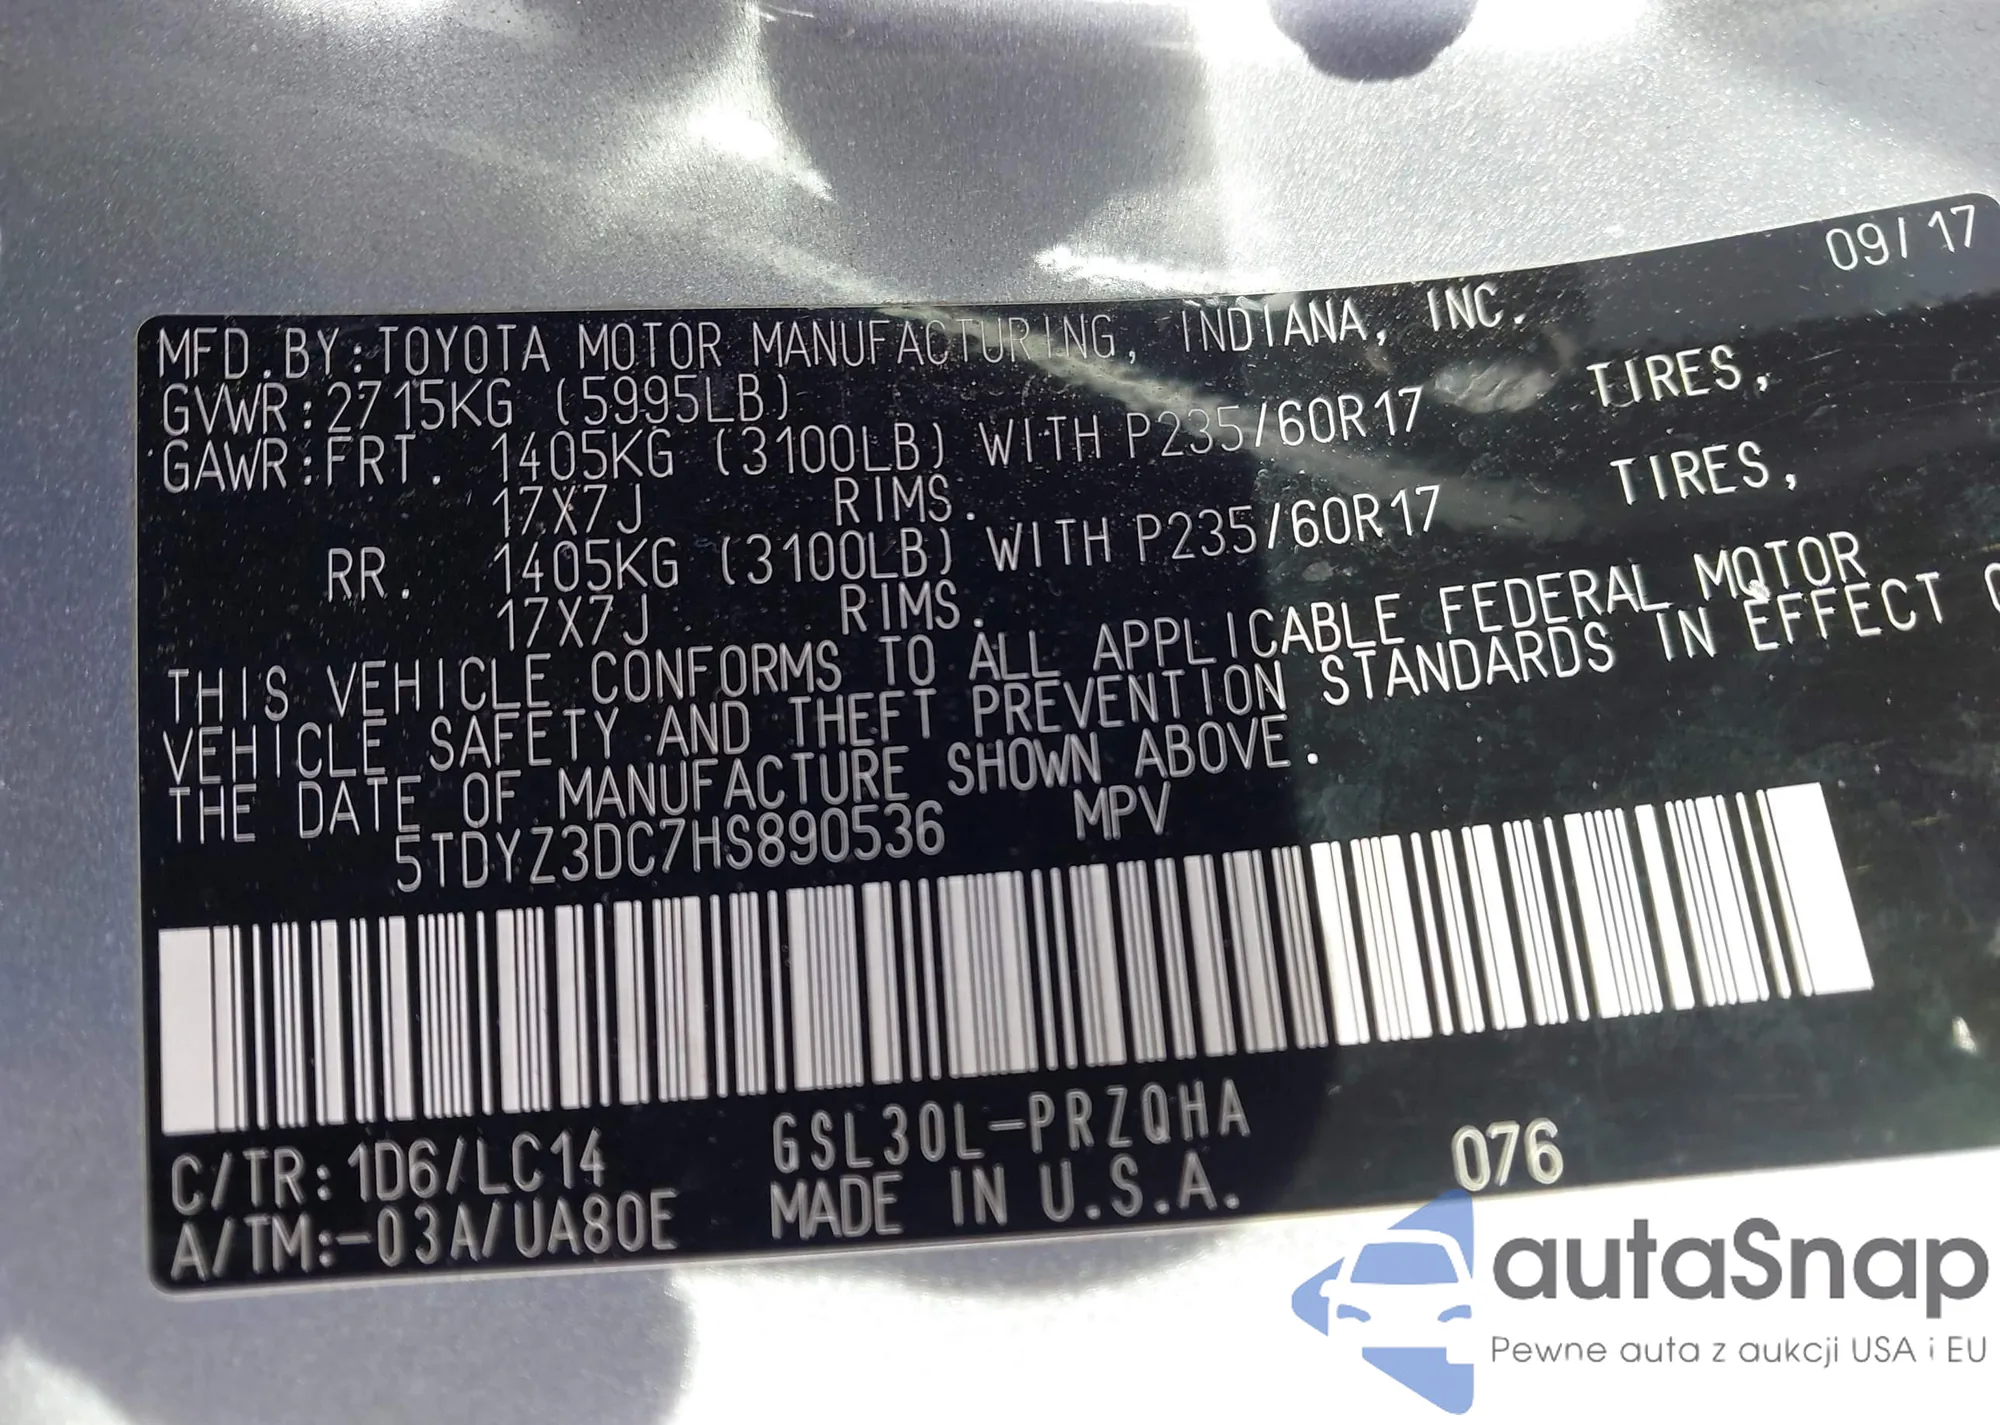 09/17
MFD.BY:TOYOTA MOTOR MANUFACTURING, INDIANA, INC.
GVWR:2715KG (5995LB)
GAWR:FRT. 1405KG (3100LB) WITH P235/60R17 TIRES,
17X7J RIMS.
RR. 1405KG (3100LB) WITH P235/60R17 TIRES,
17X7J RIMS.
THIS VEHICLE CONFORMS TO ALL APPLICABLE FEDERAL MOTOR
VEHICLE SAFETY AND THEFT PREVENTION STANDARDS IN EFFECT
THE DATE OF MANUFACTURE SHOWN ABOVE.
5TDYZ3DC7HS890536 MPV
C/TR:1D6/LC14 GSL30L-PRZQHA 076
A/TM:-03A/UA80E MADE IN U.S.A.
autaSnap
Pewne auta z aukcji USA i EU